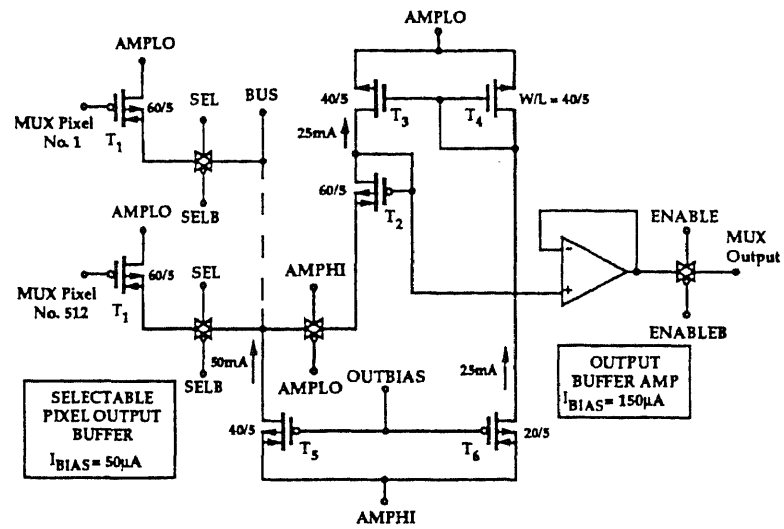 AMPLO
AMPLO
60/5
SEL
BUS
40/5
T3
T4
W/L = 40/5
MUX Pixel
No. 1
T1
25mA
SELB
60/5
T2
AMPLO
ENABLE
MUX
Output
SEL
AMPHI
60/5
MUX Pixel
No. 512
T1
-
+
ENABLEB
SELB
50mA
AMPLO
OUTBIAS
25mA
SELECTABLE
PIXEL OUTPUT
BUFFER
IBIAS = 50µA
OUTPUT
BUFFER AMP
IBIAS = 150µA
40/5
T5
T6
20/5
AMPHI